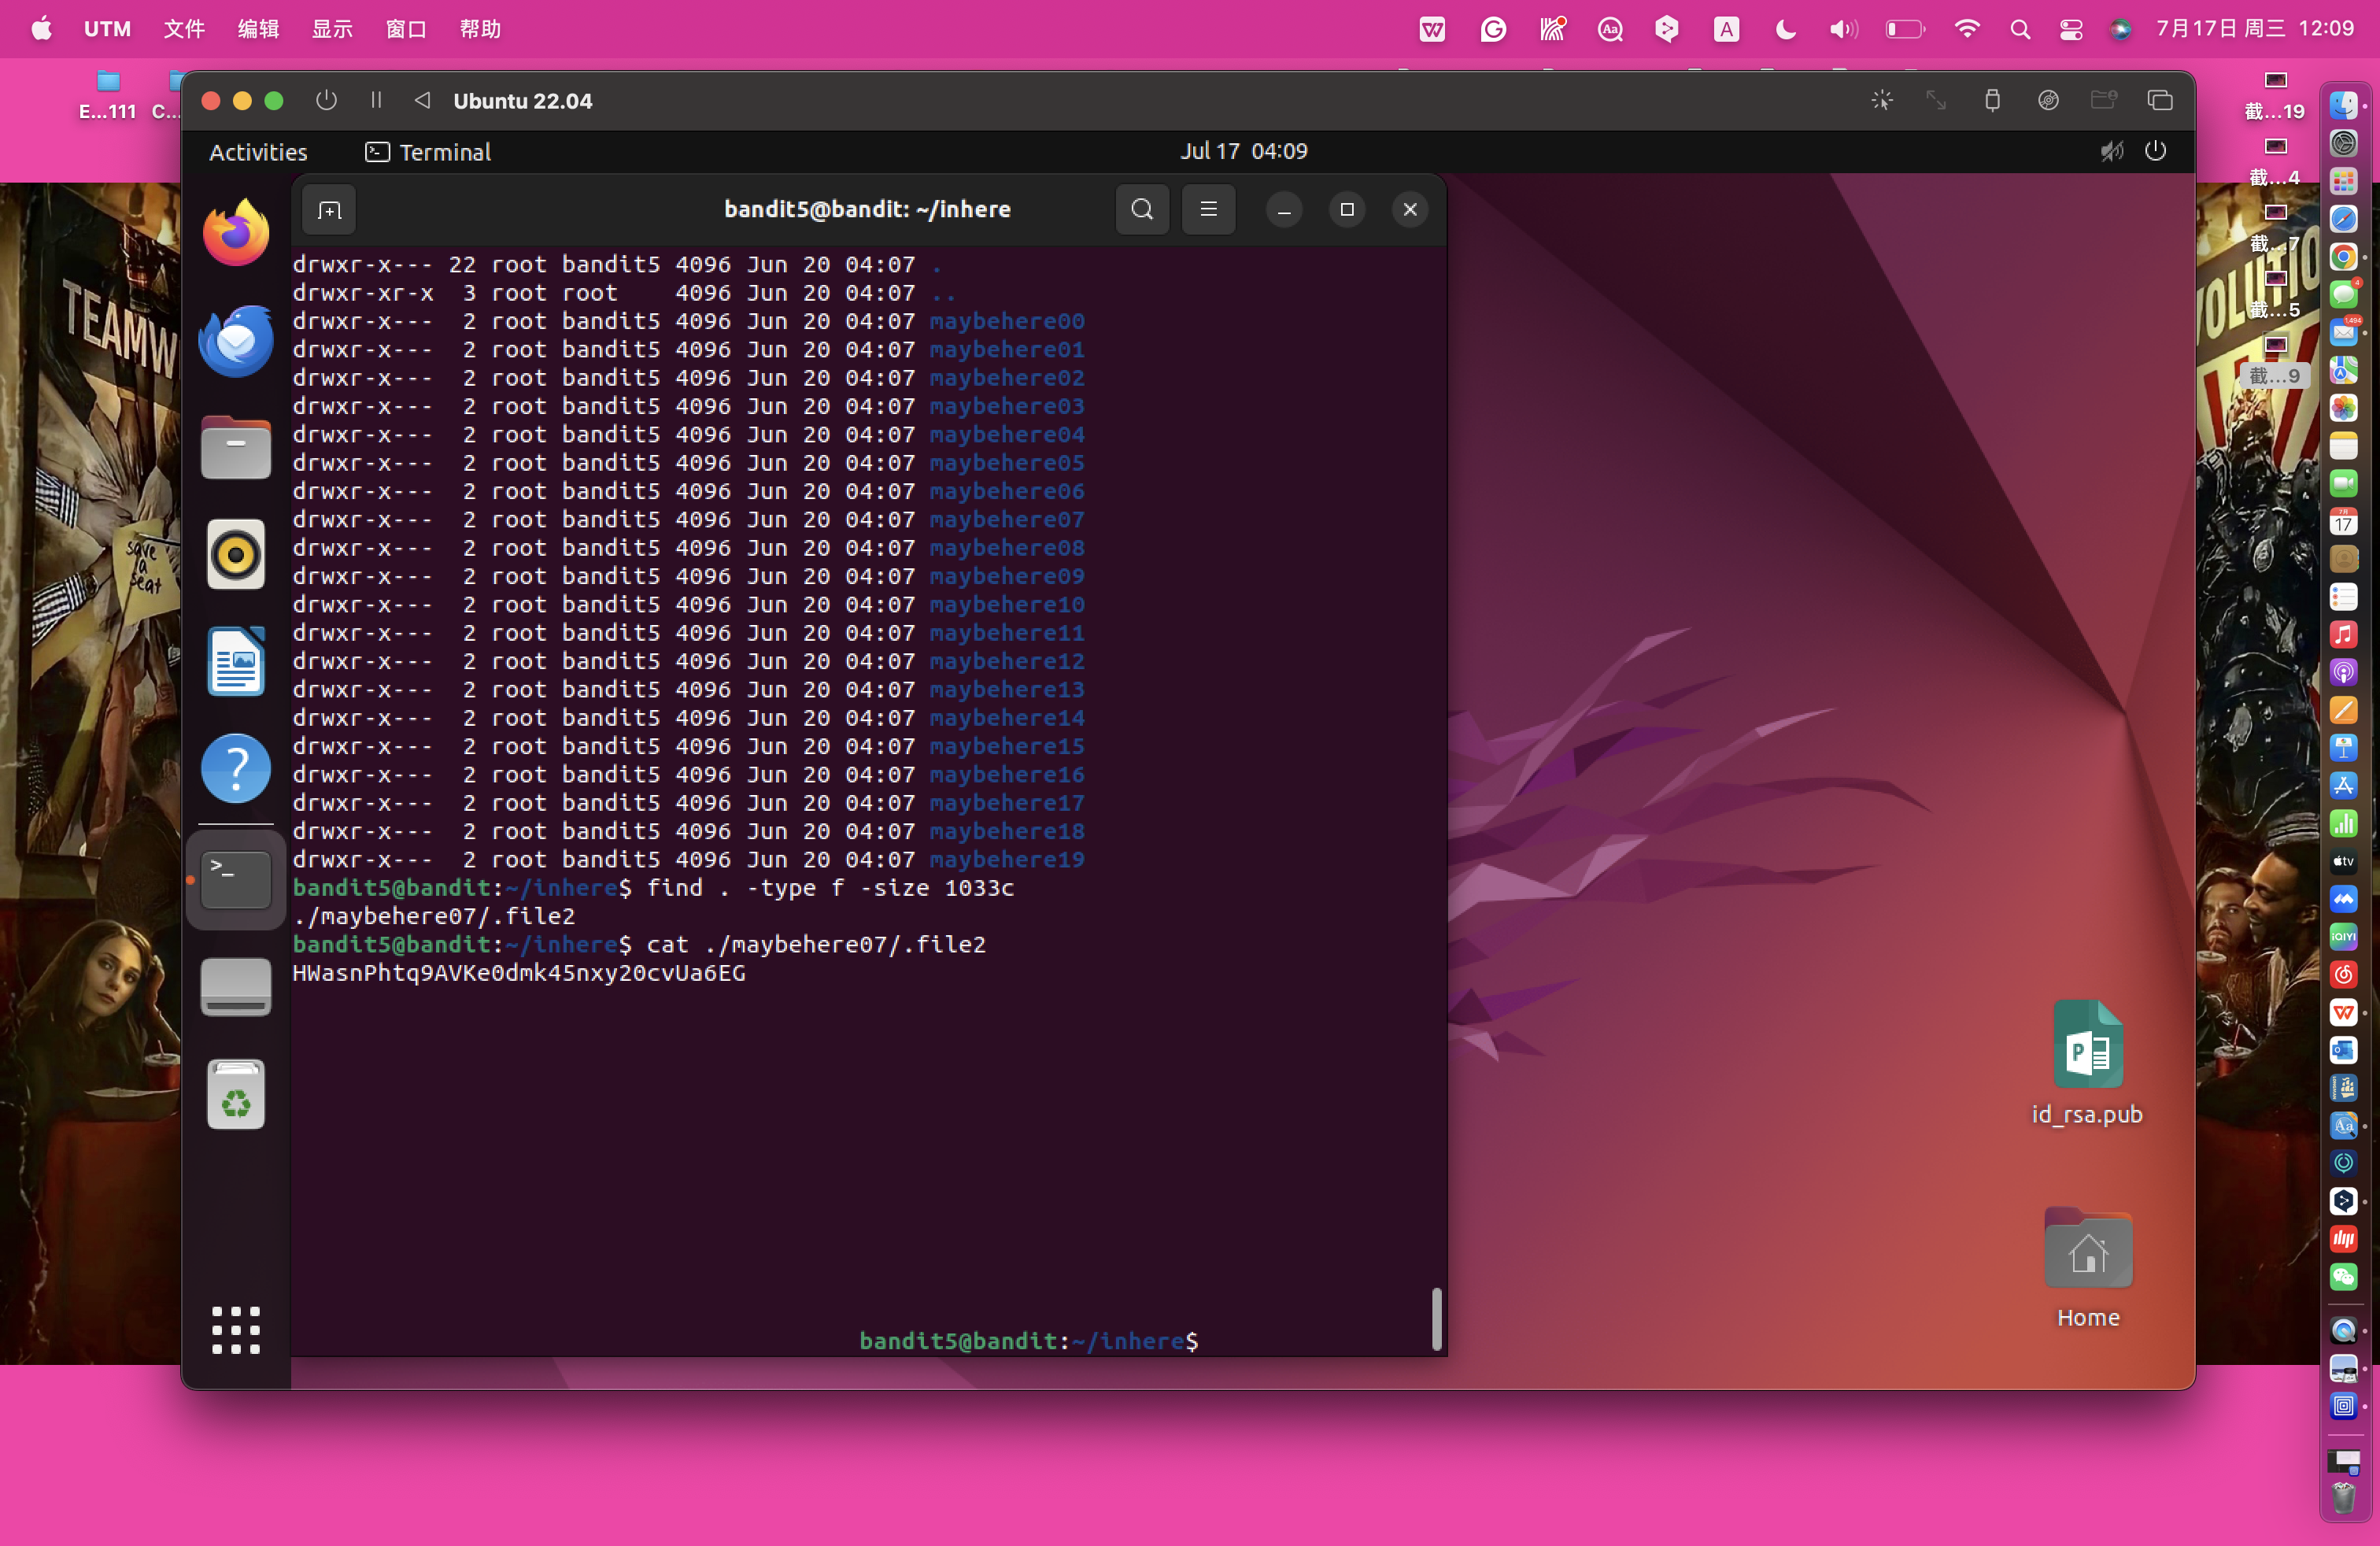 UTM 文件 编辑 显示 窗口 帮助 7月17日 周三 12:09
E...111 C...
Ubuntu 22.04
截...19
Activities Terminal Jul 17 04:09
截...4
bandit5@bandit: ~/inhere
截...7
截...5
截...9
drwxr-x--- 22 root bandit5 4096 Jun 20 04:07 .
drwxr-xr-x  3 root root    4096 Jun 20 04:07 ..
drwxr-x---  2 root bandit5 4096 Jun 20 04:07 maybehere00
drwxr-x---  2 root bandit5 4096 Jun 20 04:07 maybehere01
drwxr-x---  2 root bandit5 4096 Jun 20 04:07 maybehere02
drwxr-x---  2 root bandit5 4096 Jun 20 04:07 maybehere03
drwxr-x---  2 root bandit5 4096 Jun 20 04:07 maybehere04
drwxr-x---  2 root bandit5 4096 Jun 20 04:07 maybehere05
drwxr-x---  2 root bandit5 4096 Jun 20 04:07 maybehere06
drwxr-x---  2 root bandit5 4096 Jun 20 04:07 maybehere07
drwxr-x---  2 root bandit5 4096 Jun 20 04:07 maybehere08
drwxr-x---  2 root bandit5 4096 Jun 20 04:07 maybehere09
drwxr-x---  2 root bandit5 4096 Jun 20 04:07 maybehere10
drwxr-x---  2 root bandit5 4096 Jun 20 04:07 maybehere11
drwxr-x---  2 root bandit5 4096 Jun 20 04:07 maybehere12
drwxr-x---  2 root bandit5 4096 Jun 20 04:07 maybehere13
drwxr-x---  2 root bandit5 4096 Jun 20 04:07 maybehere14
drwxr-x---  2 root bandit5 4096 Jun 20 04:07 maybehere15
drwxr-x---  2 root bandit5 4096 Jun 20 04:07 maybehere16
drwxr-x---  2 root bandit5 4096 Jun 20 04:07 maybehere17
drwxr-x---  2 root bandit5 4096 Jun 20 04:07 maybehere18
drwxr-x---  2 root bandit5 4096 Jun 20 04:07 maybehere19
bandit5@bandit:~/inhere$ find . -type f -size 1033c
./maybehere07/.file2
bandit5@bandit:~/inhere$ cat ./maybehere07/.file2
HWasnPhtq9AVKe0dmk45nxy20cvUa6EG
bandit5@bandit:~/inhere$
id_rsa.pub
Home
TEAMW
save
a
seat
VOLUTIO